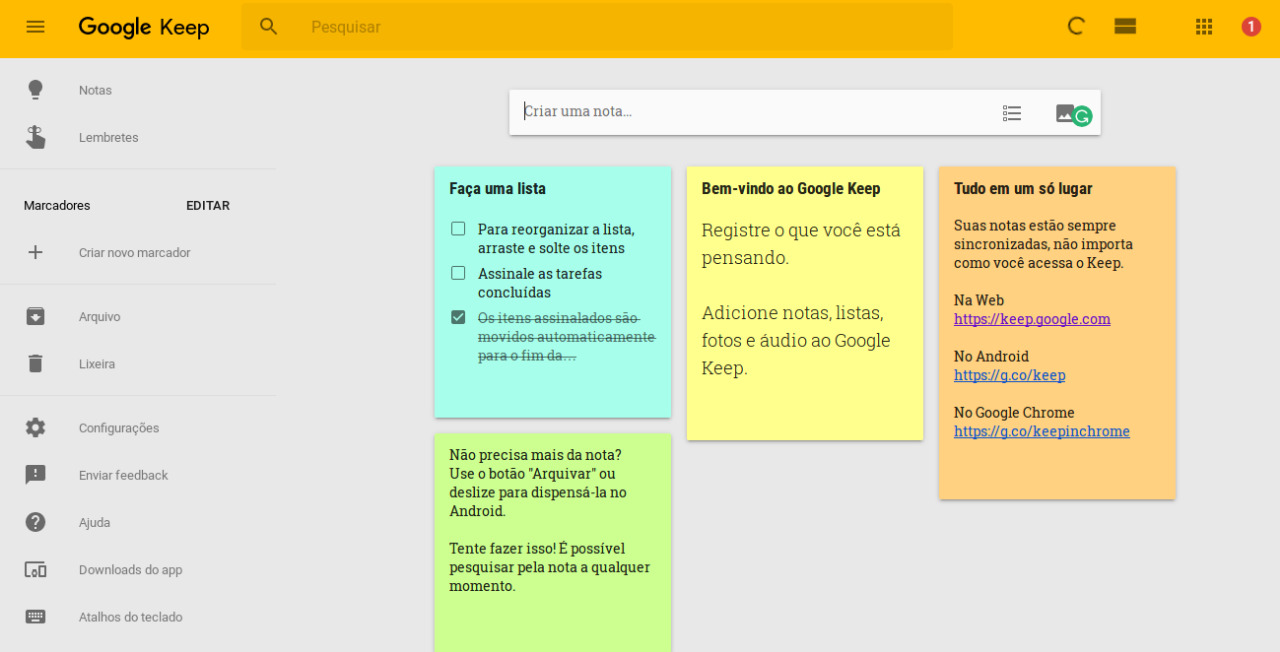 Google Keep
Pesquisar
1
Notas
Lembretes
Marcadores
EDITAR
Criar novo marcador
Arquivo
Lixeira
Configurações
Enviar feedback
Ajuda
Downloads do app
Atalhos do teclado
Criar uma nota...
Faça uma lista
Para reorganizar a lista,
arraste e solte os itens
Assinale as tarefas
concluídas
Os itens assinalados são
movidos automaticamente
para o fim da...
Bem-vindo ao Google Keep
Registre o que você está
pensando.
Adicione notas, listas,
fotos e áudio ao Google
Keep.
Tudo em um só lugar
Suas notas estão sempre
sincronizadas, não importa
como você acessa o Keep.
Na Web
https://keep.google.com
No Android
https://g.co/keep
No Google Chrome
https://g.co/keepinchrome
Não precisa mais da nota?
Use o botão "Arquivar" ou
deslize para dispensá-la no
Android.
Tente fazer isso! É possível
pesquisar pela nota a qualquer
momento.